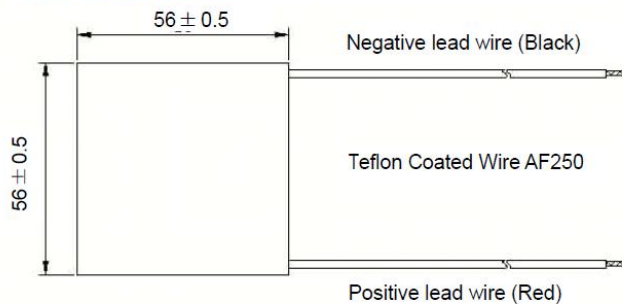 56 ± 0.5
Negative lead wire (Black)
56 ± 0.5
Teflon Coated Wire AF250
Positive lead wire (Red)